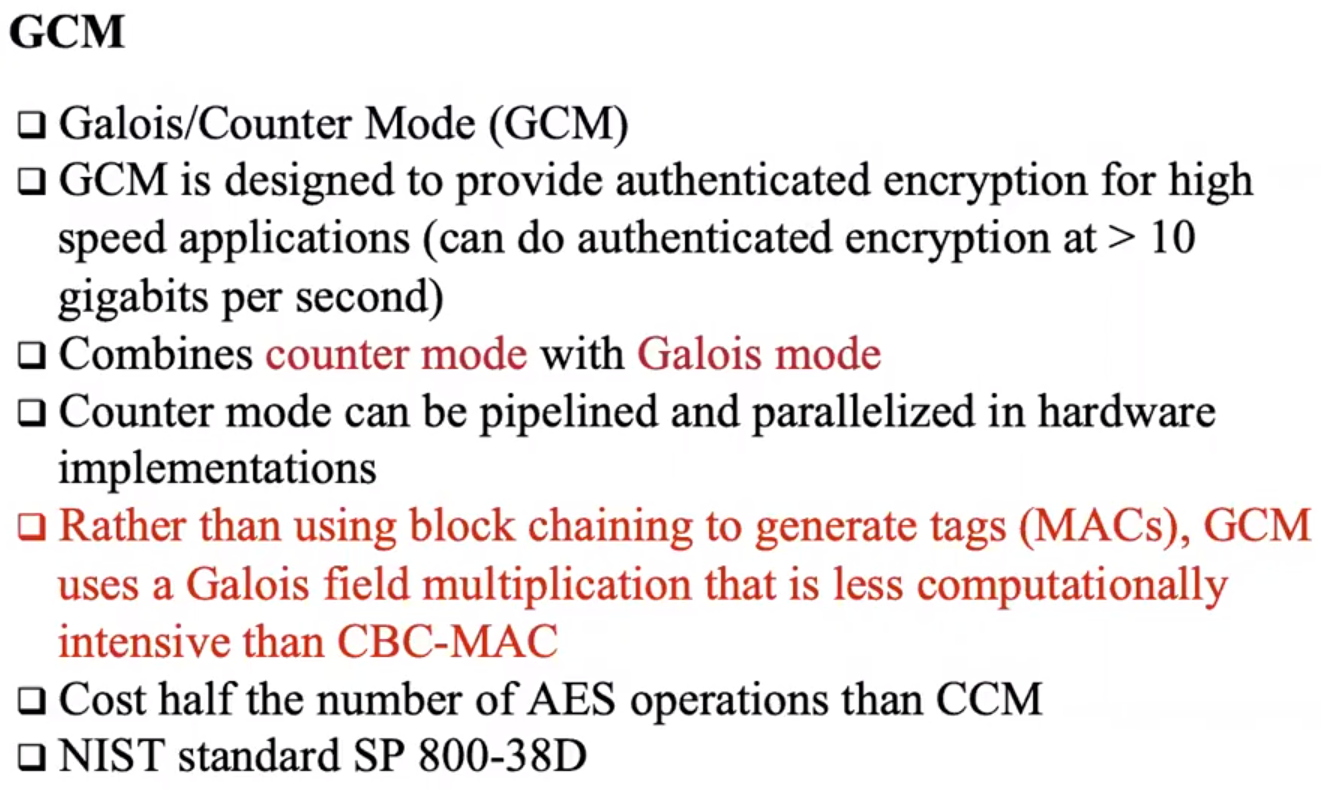 GCM
❑ Galois/Counter Mode (GCM)
❑ GCM is designed to provide authenticated encryption for high
speed applications (can do authenticated encryption at > 10
gigabits per second)
❑ Combines counter mode with Galois mode
❑ Counter mode can be pipelined and parallelized in hardware
implementations
❑ Rather than using block chaining to generate tags (MACs), GCM
uses a Galois field multiplication that is less computationally
intensive than CBC-MAC
❑ Cost half the number of AES operations than CCM
❑ NIST standard SP 800-38D